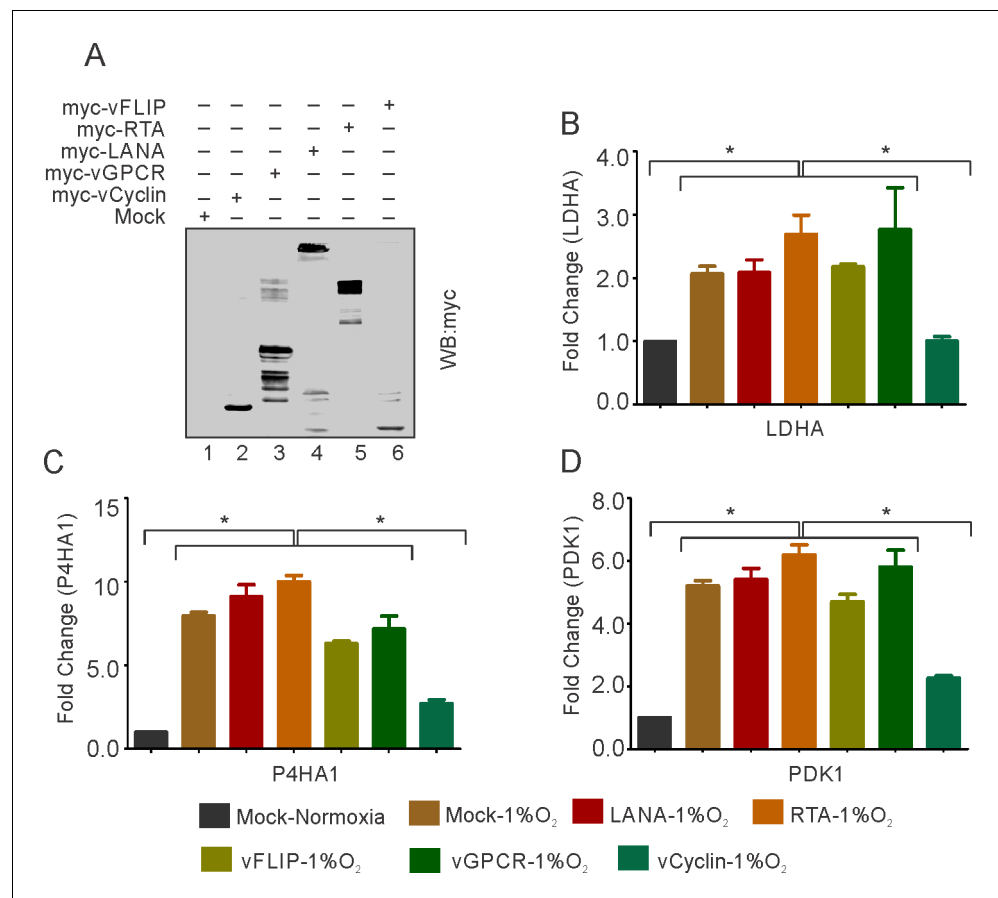 A
myc-vFLIP – – – – – +
myc-RTA – – – – + –
myc-LANA – – – + – –
myc-vGPCR – – + – – –
myc-vCyclin – + – – – –
Mock + – – – – –
WB:myc
1 2 3 4 5 6
B
Fold Change (LDHA)
4.0
3.0
2.0
1.0
0.0
* *
LDHA
C
Fold Change (P4HA1)
15
10
5.0
0.0
* *
P4HA1
D
Fold Change (PDK1)
8.0
6.0
4.0
2.0
0.0
* *
PDK1
Mock-Normoxia Mock-1%O₂ LANA-1%O₂ RTA-1%O₂
vFLIP-1%O₂ vGPCR-1%O₂ vCyclin-1%O₂